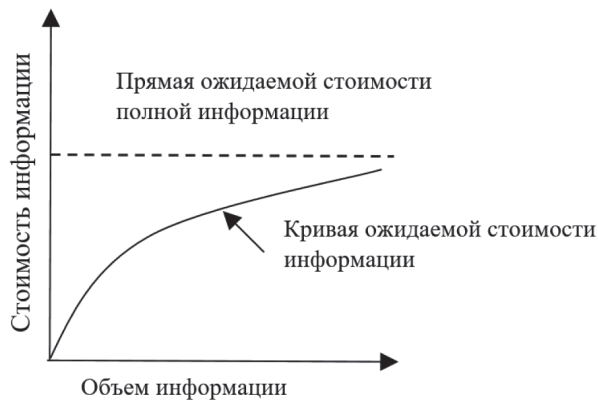 Стоимость информации
Прямая ожидаемой стоимости
полной информации
Кривая ожидаемой стоимости
информации
Объем информации